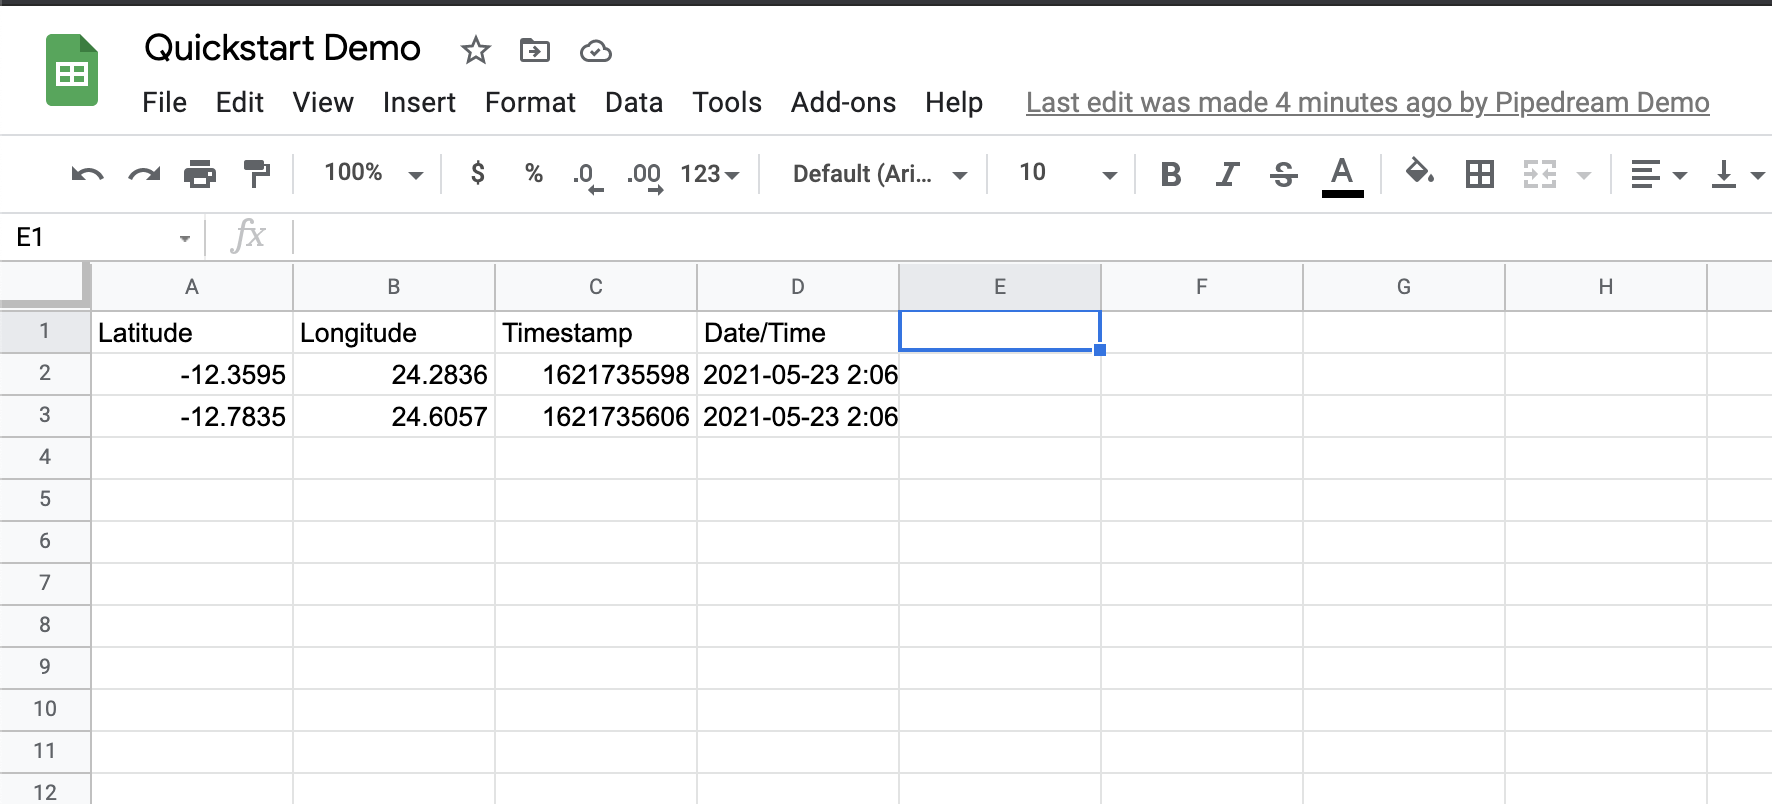 Quickstart Demo
File Edit View Insert Format Data Tools Add-ons Help Last edit was made 4 minutes ago by Pipedream Demo
100% $ % .0 .00 123 Default (Ari... 10 B I S A
E1 fx
A B C D E F G H
1 Latitude Longitude Timestamp Date/Time
2 -12.3595 24.2836 1621735598 2021-05-23 2:06
3 -12.7835 24.6057 1621735606 2021-05-23 2:06
4
5
6
7
8
9
10
11
12